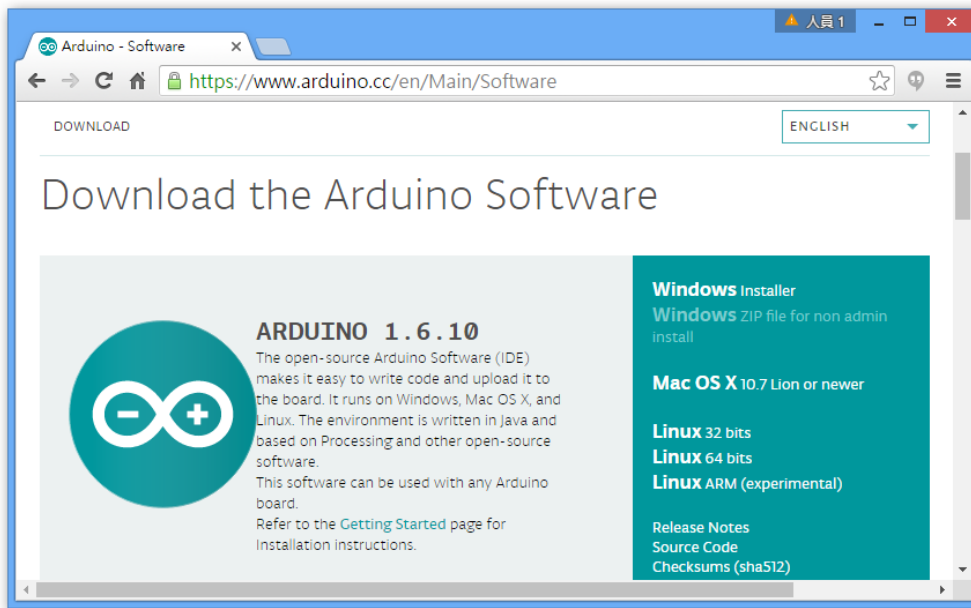 人員 1
Arduino - Software
https://www.arduino.cc/en/Main/Software
DOWNLOAD
ENGLISH
Download the Arduino Software
ARDUINO 1.6.10
The open-source Arduino Software (IDE)
makes it easy to write code and upload it to
the board. It runs on Windows, Mac OS X, and
Linux. The environment is written in Java and
based on Processing and other open-source
software.
This software can be used with any Arduino
board.
Refer to the Getting Started page for
Installation instructions.
Windows Installer
Windows ZIP file for non admin
install
Mac OS X 10.7 Lion or newer
Linux 32 bits
Linux 64 bits
Linux ARM (experimental)
Release Notes
Source Code
Checksums (sha512)